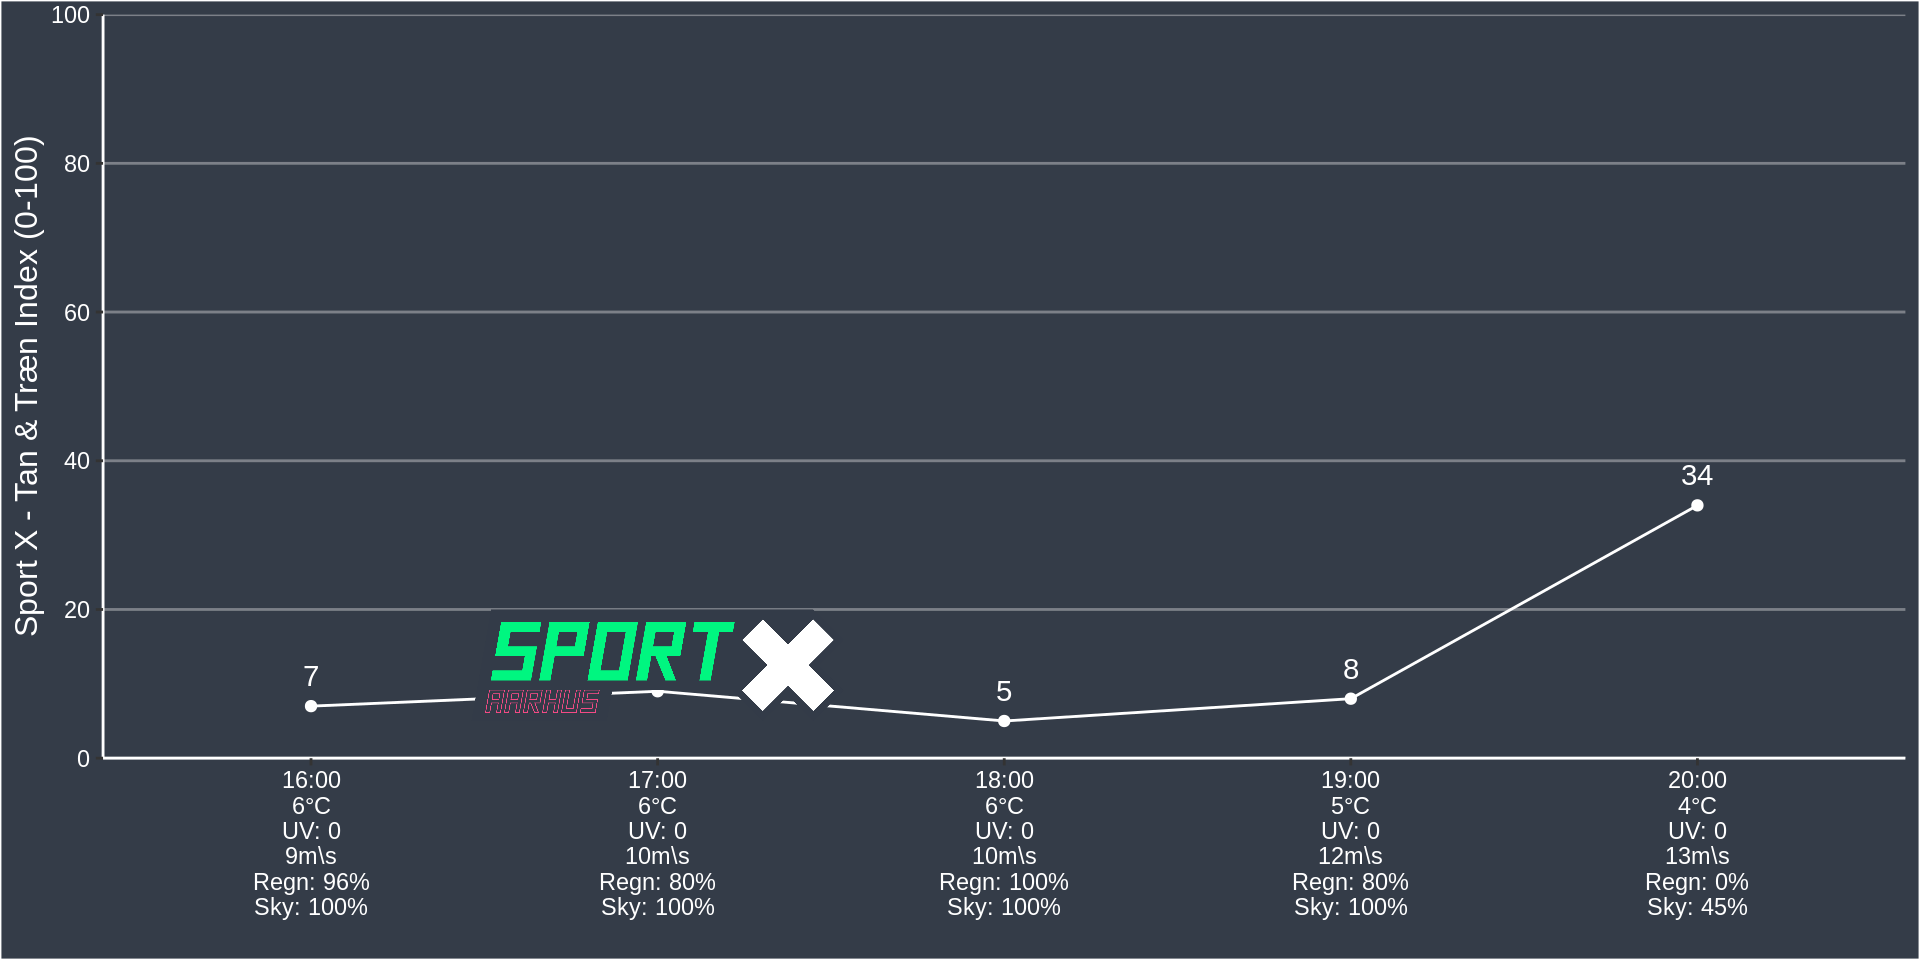 Sport X - Tan & Træn Index (0-100)
100
80
60
40
20
0
7
5
8
34
SPORT X
AARHUS
16:00
6°C
UV: 0
9m\s
Regn: 96%
Sky: 100%
17:00
6°C
UV: 0
10m\s
Regn: 80%
Sky: 100%
18:00
6°C
UV: 0
10m\s
Regn: 100%
Sky: 100%
19:00
5°C
UV: 0
12m\s
Regn: 80%
Sky: 100%
20:00
4°C
UV: 0
13m\s
Regn: 0%
Sky: 45%